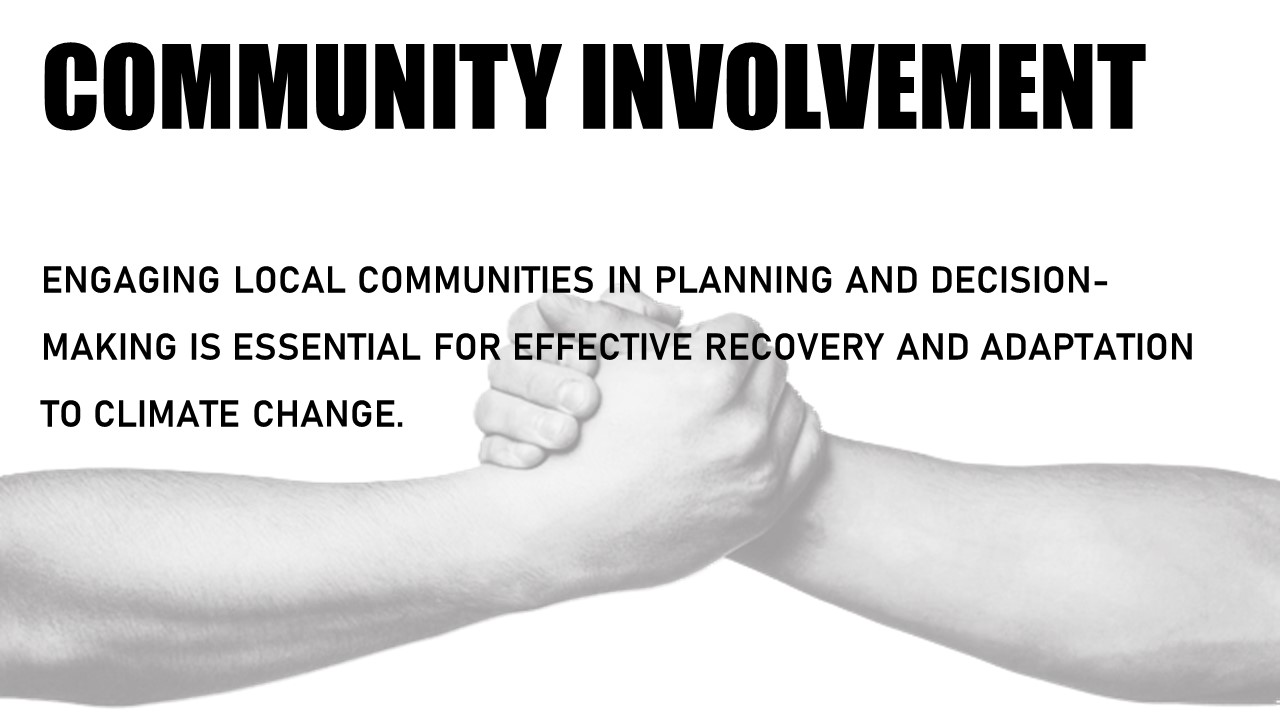 COMMUNITY INVOLVEMENT
ENGAGING LOCAL COMMUNITIES IN PLANNING AND DECISION-
MAKING IS ESSENTIAL FOR EFFECTIVE RECOVERY AND ADAPTATION
TO CLIMATE CHANGE.